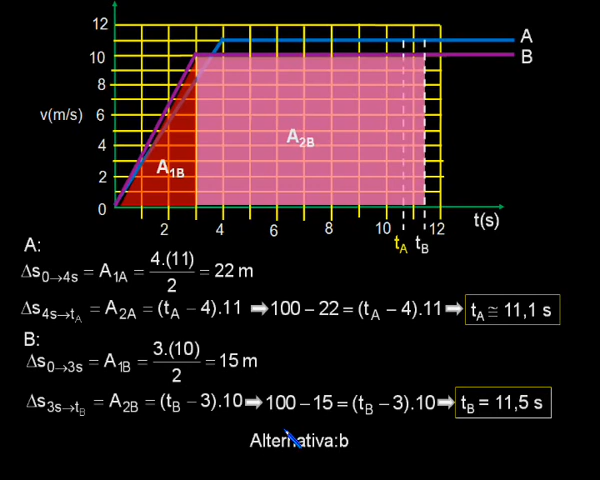 12
10
8
6
4
2
0
v(m/s)
A
B
A1B
A2B
2 4 6 8 10 12
t(s)
tA tB
A:
Δs0→4s = A1A = 4.(11)/2 = 22 m
Δs4s→tA = A2A = (tA − 4).11 ⇒ 100 − 22 = (tA − 4).11 ⇒ tA ≅ 11,1 s
B:
Δs0→3s = A1B = 3.(10)/2 = 15 m
Δs3s→tB = A2B = (tB − 3).10 ⇒ 100 − 15 = (tB − 3).10 ⇒ tB = 11,5 s
Alternativa:b